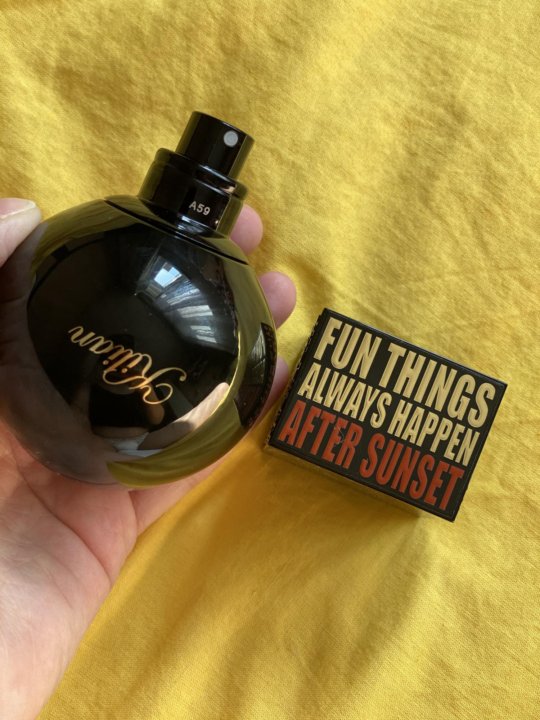 A59
Kilian
FUN THINGS
ALWAYS HAPPEN
AFTER SUNSET